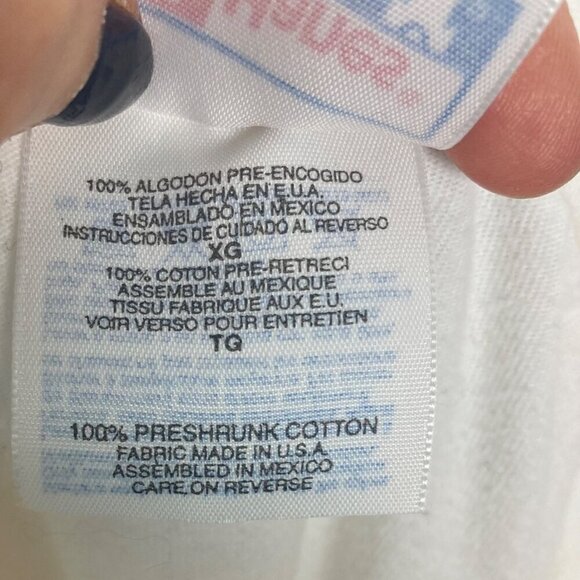 100% ALGODON PRE-ENCOGIDO
TELA HECHA EN E.U.A.
ENSAMBLADO EN MEXICO
INSTRUCCIONES DE CUIDADO AL REVERSO
XG
100% COTON PRE-RETRECI
ASSEMBLE AU MEXIQUE
TISSU FABRIQUE AUX E.U.
VOIR VERSO POUR ENTRETIEN
TG
100% PRESHRUNK COTTON
FABRIC MADE IN U.S.A.
ASSEMBLED IN MEXICO
CARE ON REVERSE